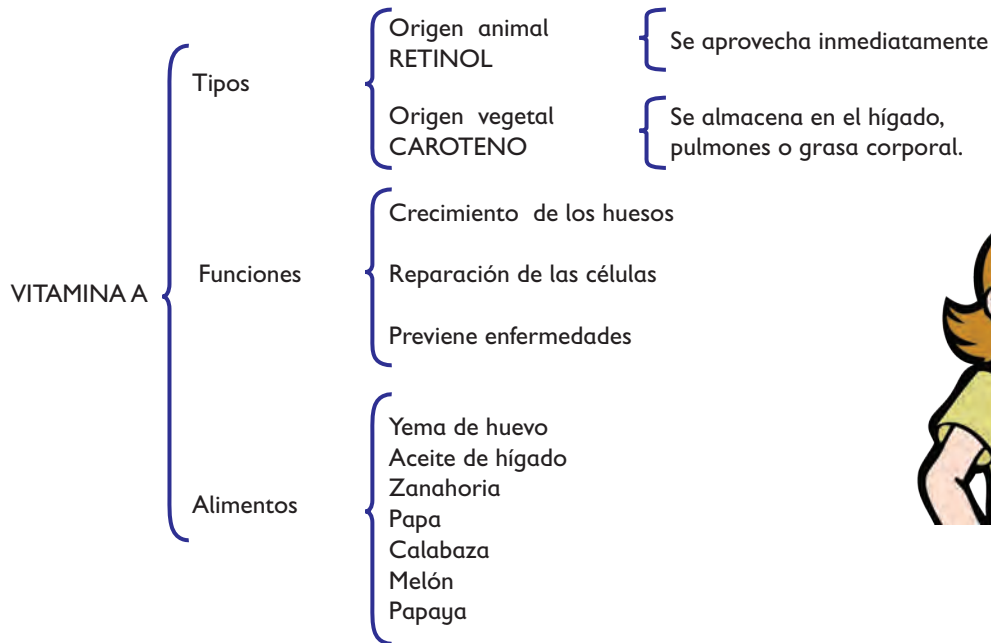 VITAMINA A
Tipos
Origen animal
RETINOL
Se aprovecha inmediatamente
Origen vegetal
CAROTENO
Se almacena en el hígado,
pulmones o grasa corporal.
Funciones
Crecimiento de los huesos
Reparación de las células
Previene enfermedades
Alimentos
Yema de huevo
Aceite de hígado
Zanahoria
Papa
Calabaza
Melón
Papaya